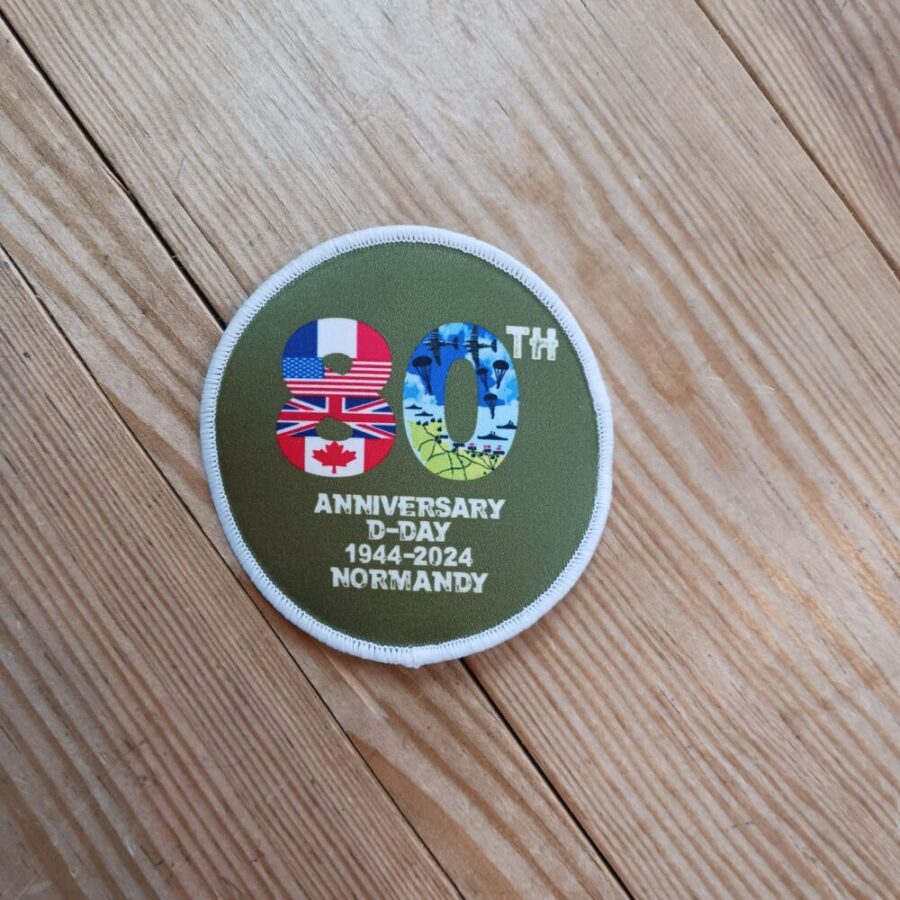 80TH
ANNIVERSARY
D-DAY
1944-2024
NORMANDY